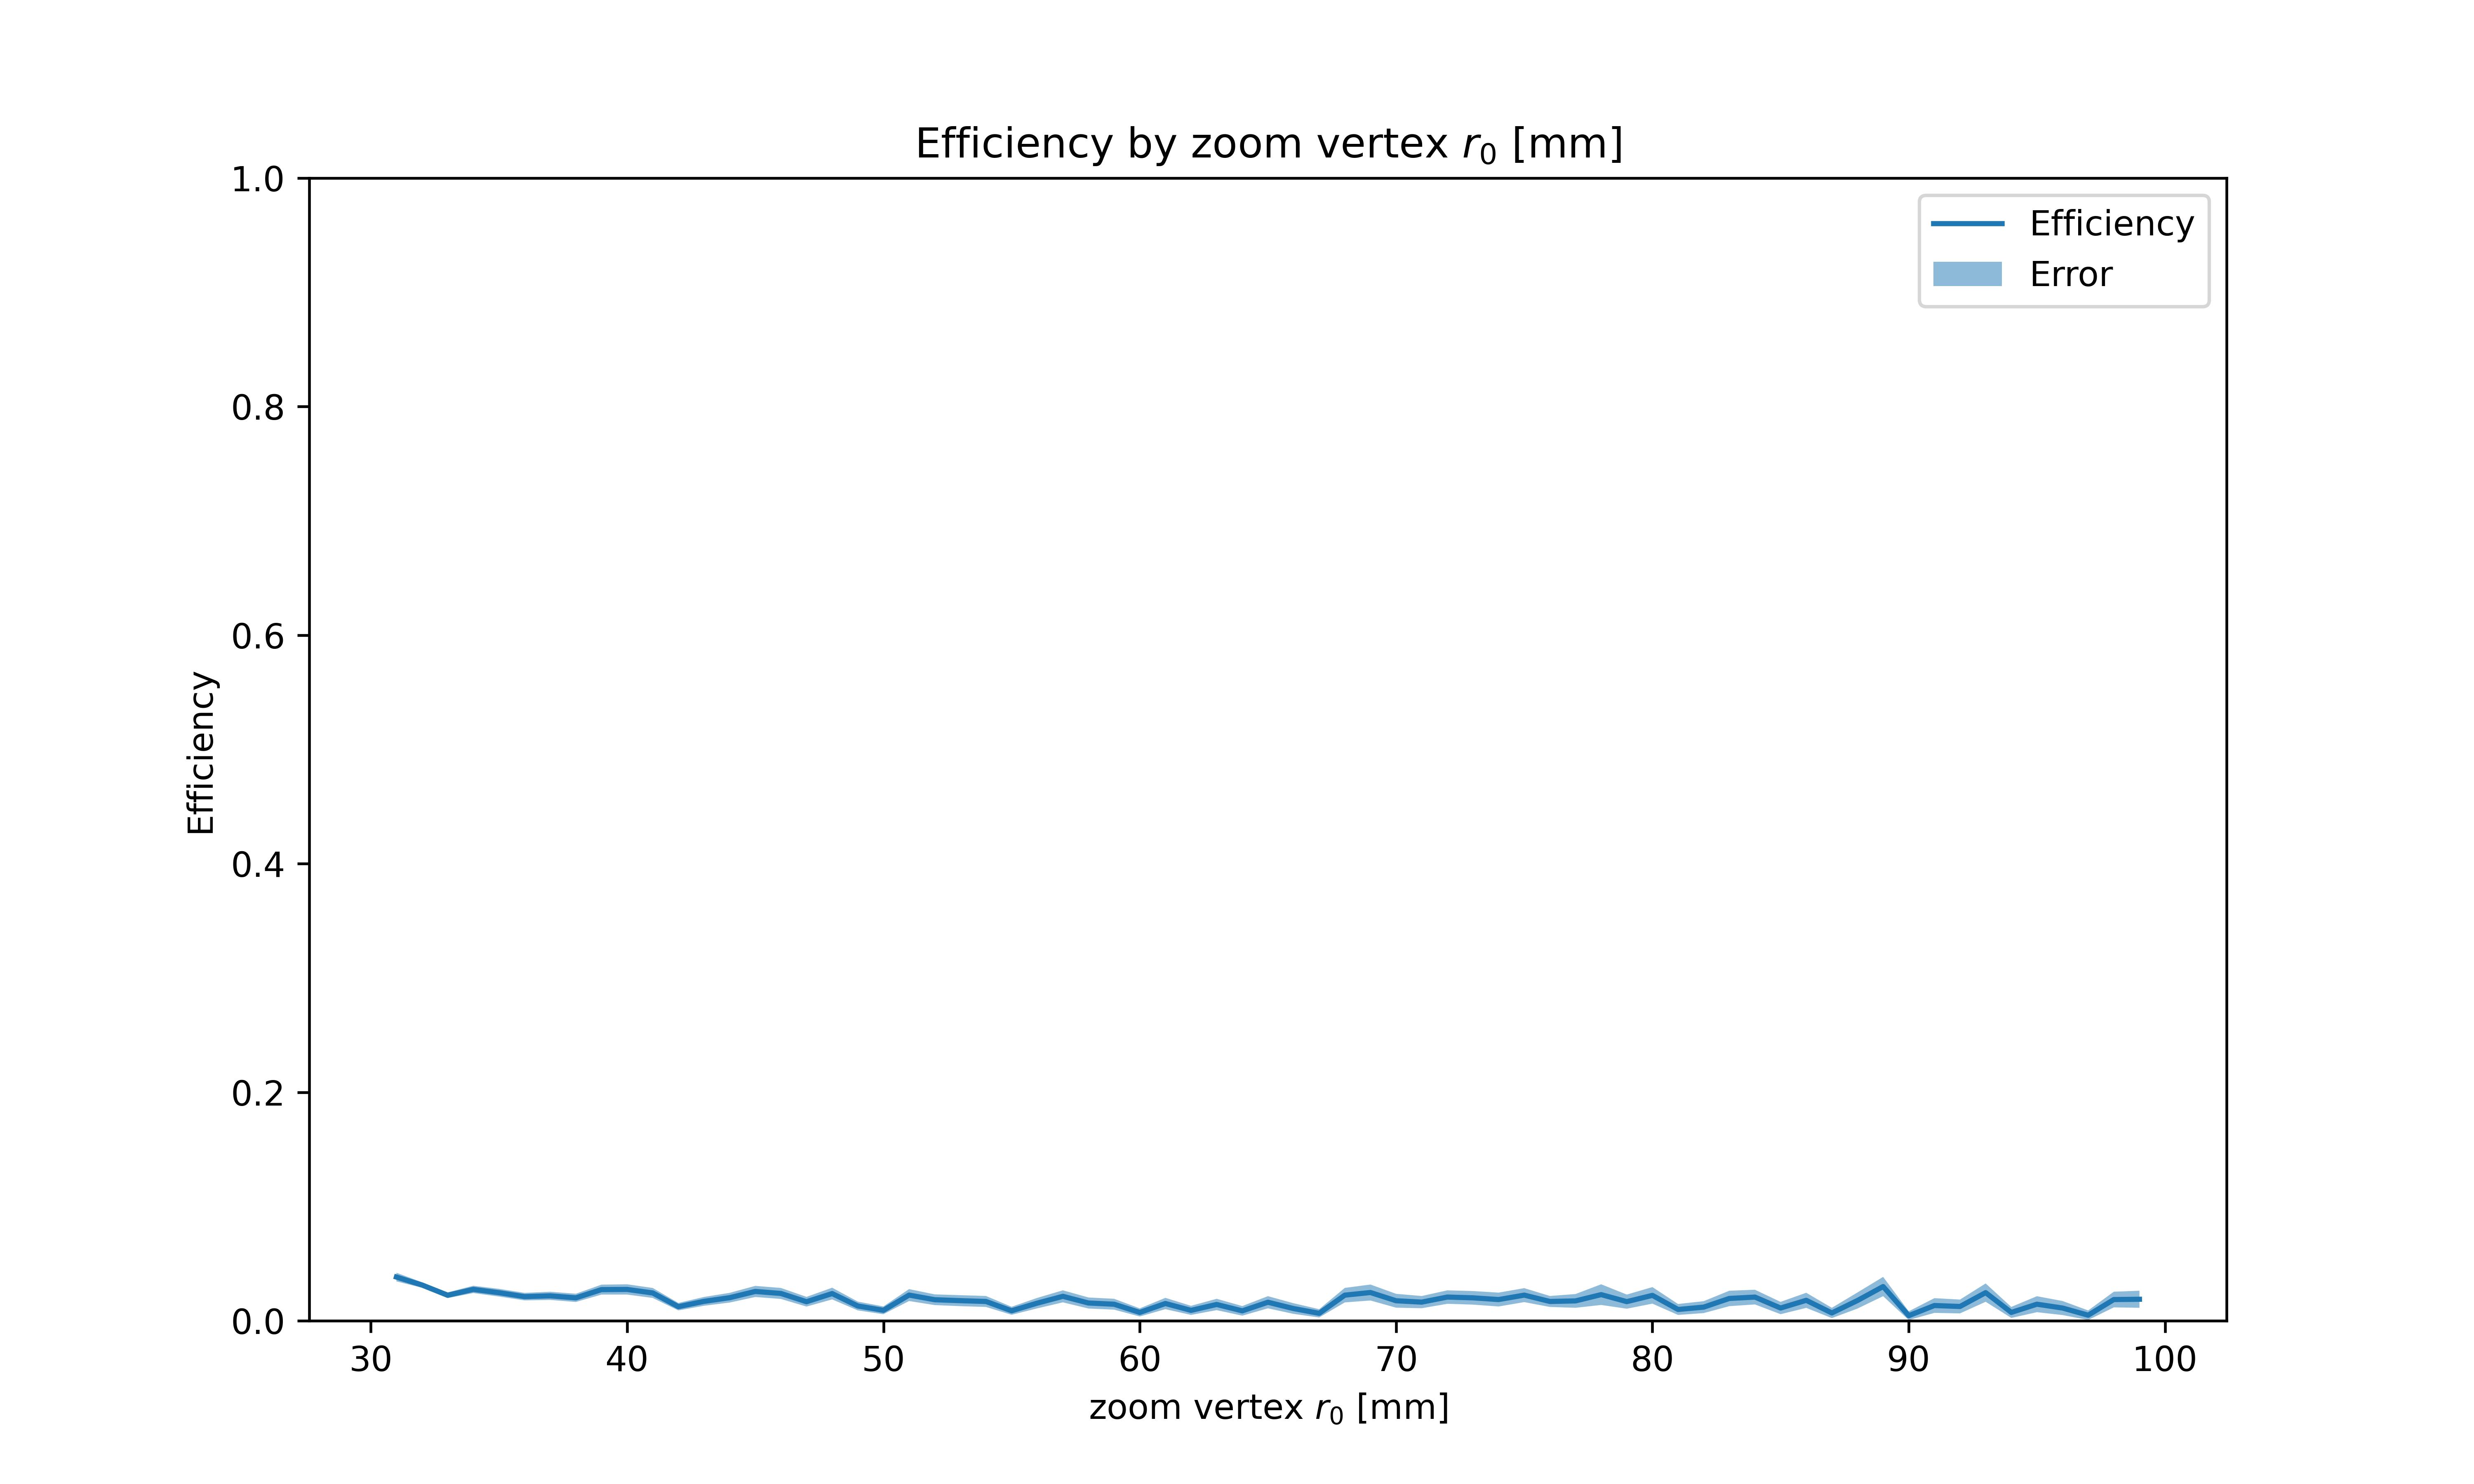 Efficiency by zoom vertex r₀ [mm]
Efficiency
Error
1.0
0.8
0.6
0.4
0.2
0.0
Efficiency
30 40 50 60 70 80 90 100
zoom vertex r₀ [mm]